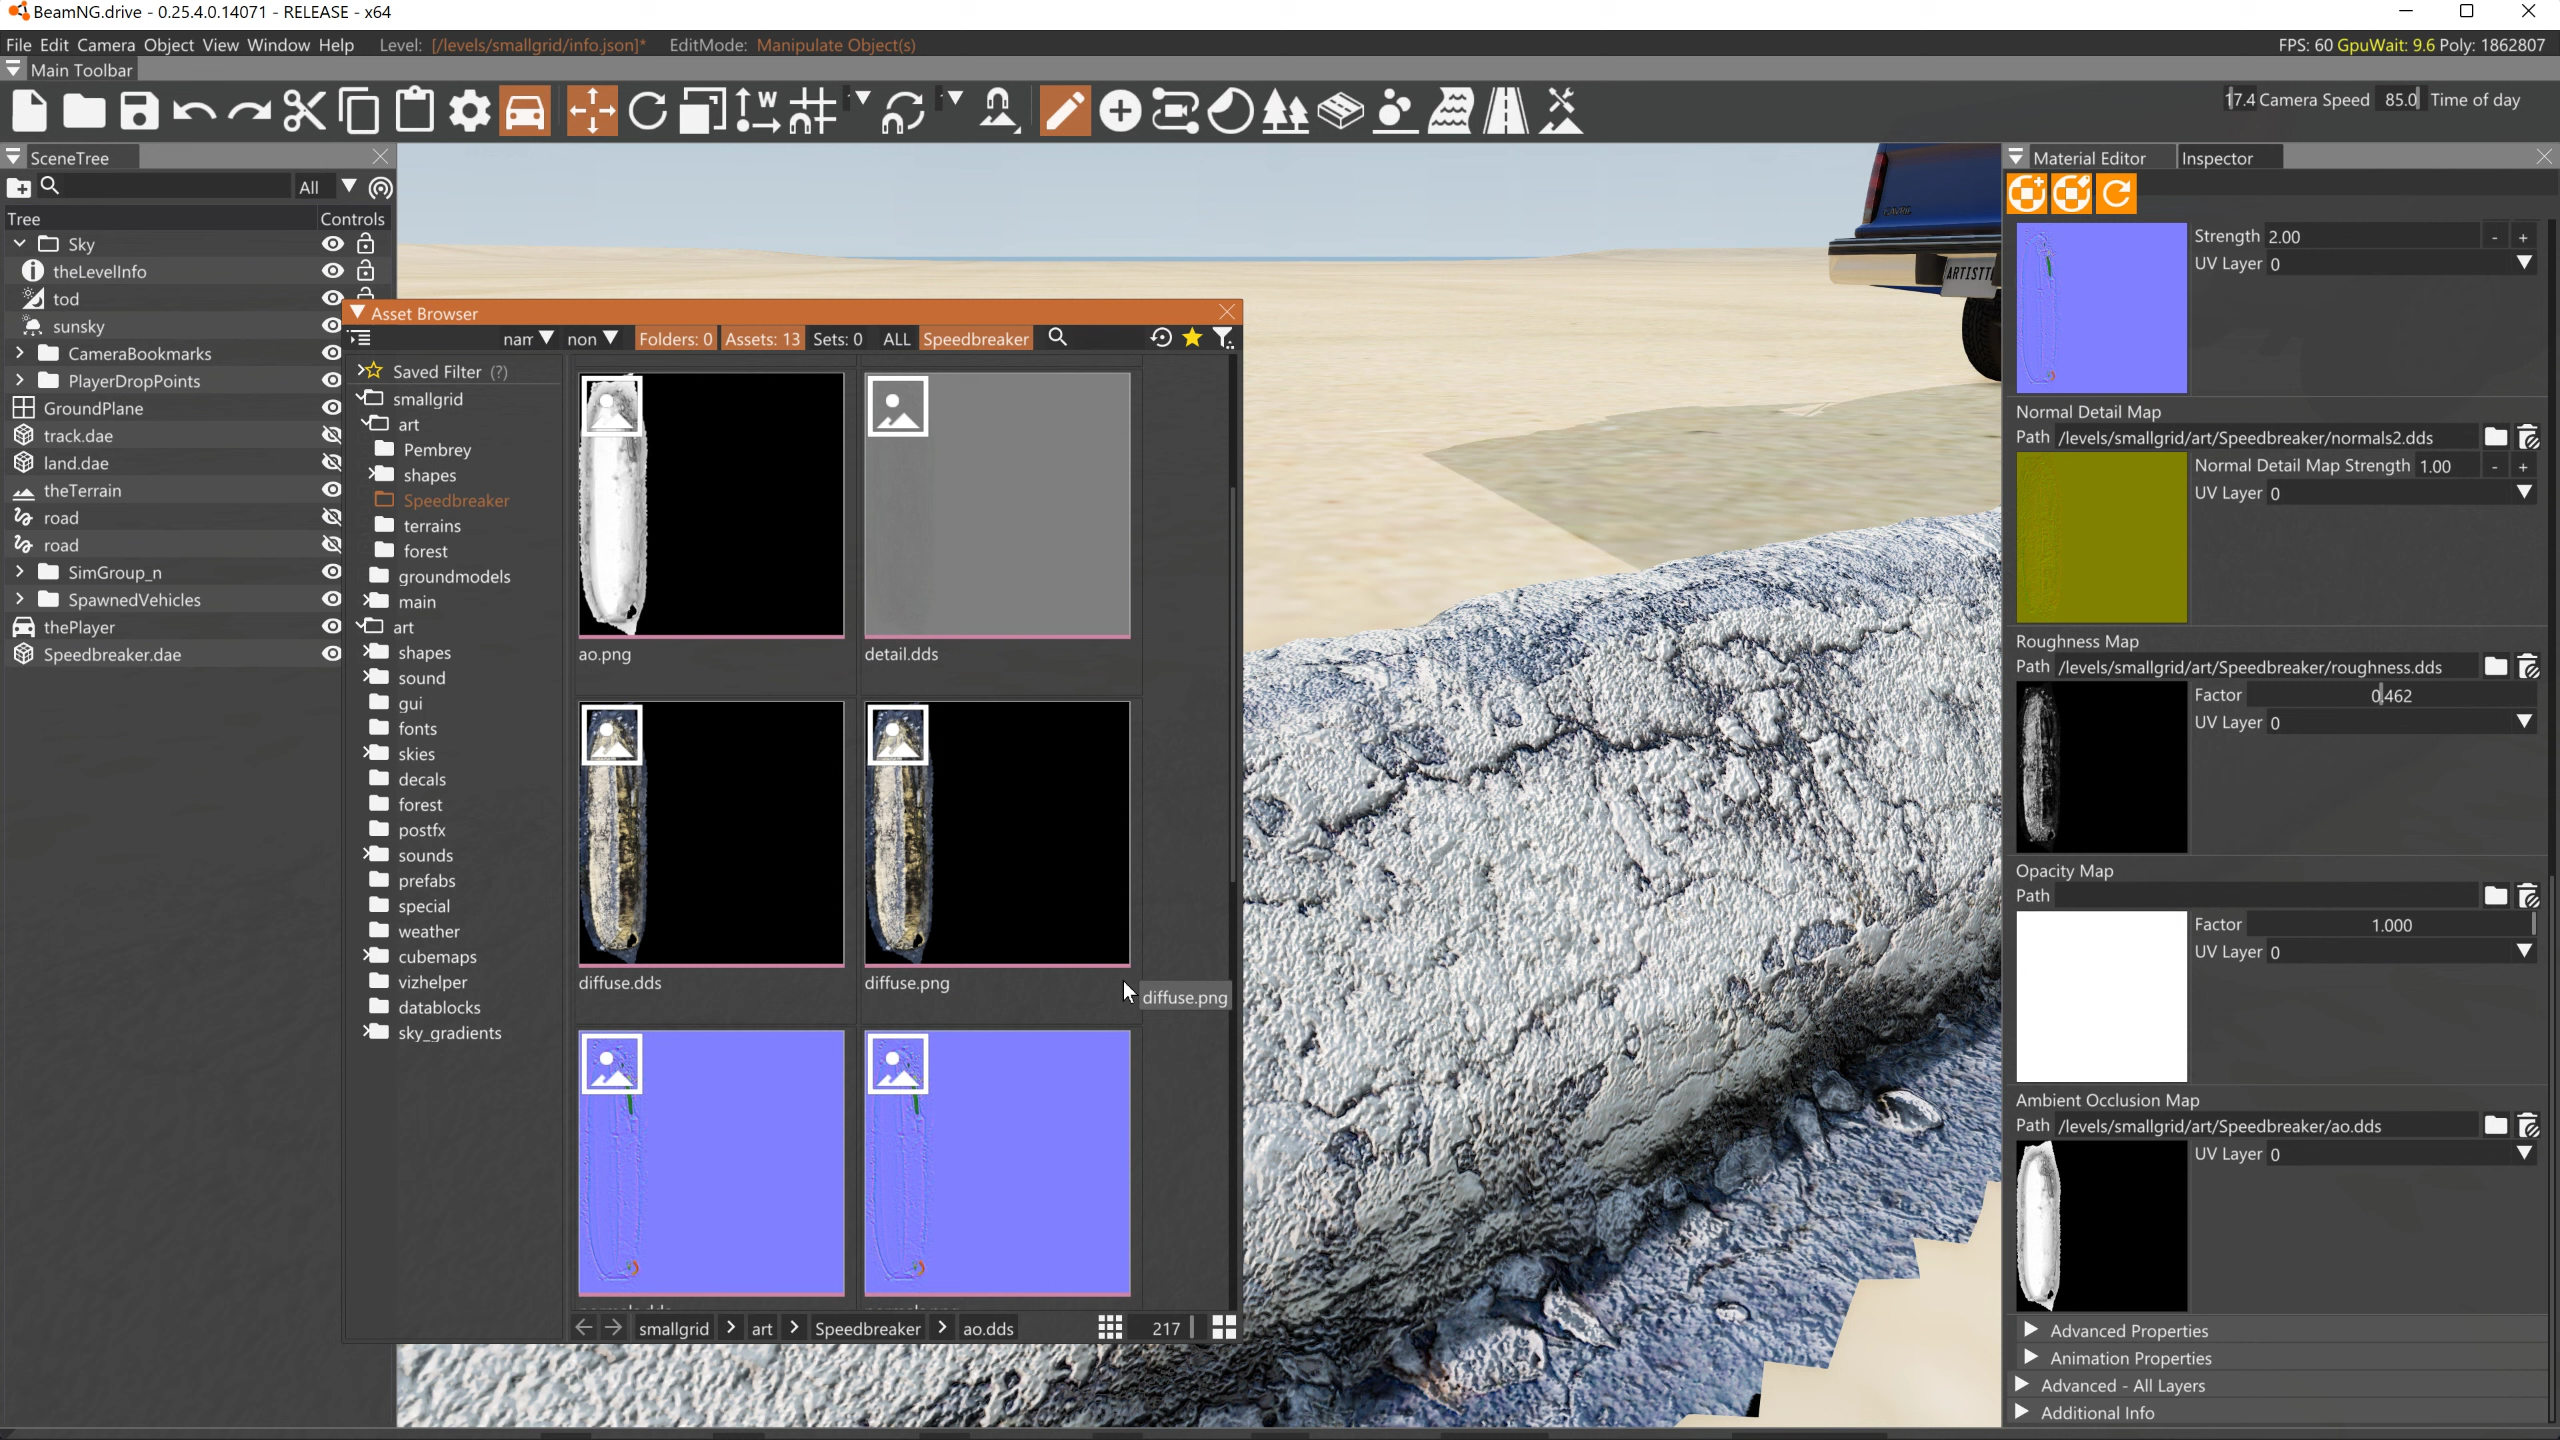 BeamNG.drive - 0.25.4.0.14071 - RELEASE - x64
File Edit Camera Object View Window Help Level: [/levels/smallgrid/info.json]* EditMode: Manipulate Object(s)
FPS: 60 GpuWait: 9.6 Poly: 1862807
Main Toolbar
W
17.4 Camera Speed 85.0 Time of day
SceneTree
All
Tree Controls
Sky
theLevelInfo
tod
sunsky
CameraBookmarks
PlayerDropPoints
GroundPlane
track.dae
land.dae
theTerrain
road
road
SimGroup_n
SpawnedVehicles
thePlayer
Speedbreaker.dae
Asset Browser
nam non Folders: 0 Assets: 13 Sets: 0 ALL Speedbreaker
Saved Filter (?)
smallgrid
art
Pembrey
shapes
Speedbreaker
terrains
forest
groundmodels
main
art
shapes
sound
gui
fonts
skies
decals
forest
postfx
sounds
prefabs
special
weather
cubemaps
vizhelper
datablocks
sky_gradients
ao.png
detail.dds
diffuse.dds
diffuse.png
diffuse.png
smallgrid > art > Speedbreaker > ao.dds
217
Material Editor Inspector
Strength 2.00 - +
UV Layer 0
Normal Detail Map
Path /levels/smallgrid/art/Speedbreaker/normals2.dds
Normal Detail Map Strength 1.00 - +
UV Layer 0
Roughness Map
Path /levels/smallgrid/art/Speedbreaker/roughness.dds
Factor 0.462
UV Layer 0
Opacity Map
Path
Factor 1.000
UV Layer 0
Ambient Occlusion Map
Path /levels/smallgrid/art/Speedbreaker/ao.dds
UV Layer 0
Advanced Properties
Animation Properties
Advanced - All Layers
Additional Info